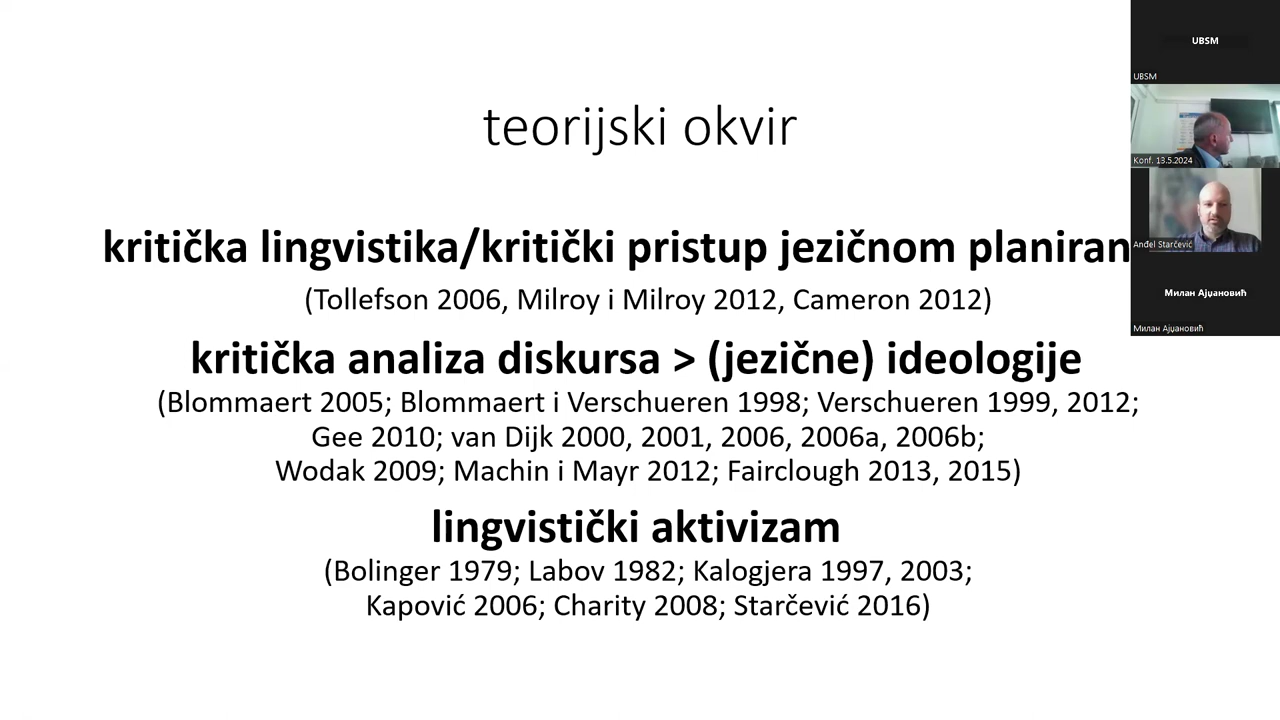 teorijski okvir
kritička lingvistika/kritički pristup jezičnom planiran
(Tollefson 2006, Milroy i Milroy 2012, Cameron 2012)
kritička analiza diskursa > (jezične) ideologije
(Blommaert 2005; Blommaert i Verschueren 1998; Verschueren 1999, 2012;
Gee 2010; van Dijk 2000, 2001, 2006, 2006a, 2006b;
Wodak 2009; Machin i Mayr 2012; Fairclough 2013, 2015)
lingvistički aktivizam
(Bolinger 1979; Labov 1982; Kalogjera 1997, 2003;
Kapović 2006; Charity 2008; Starčević 2016)
UBSM
UBSM
Konf. 13.5.2024
Anđel Starčević
Милан Ајџановић
Милан Ајџановић